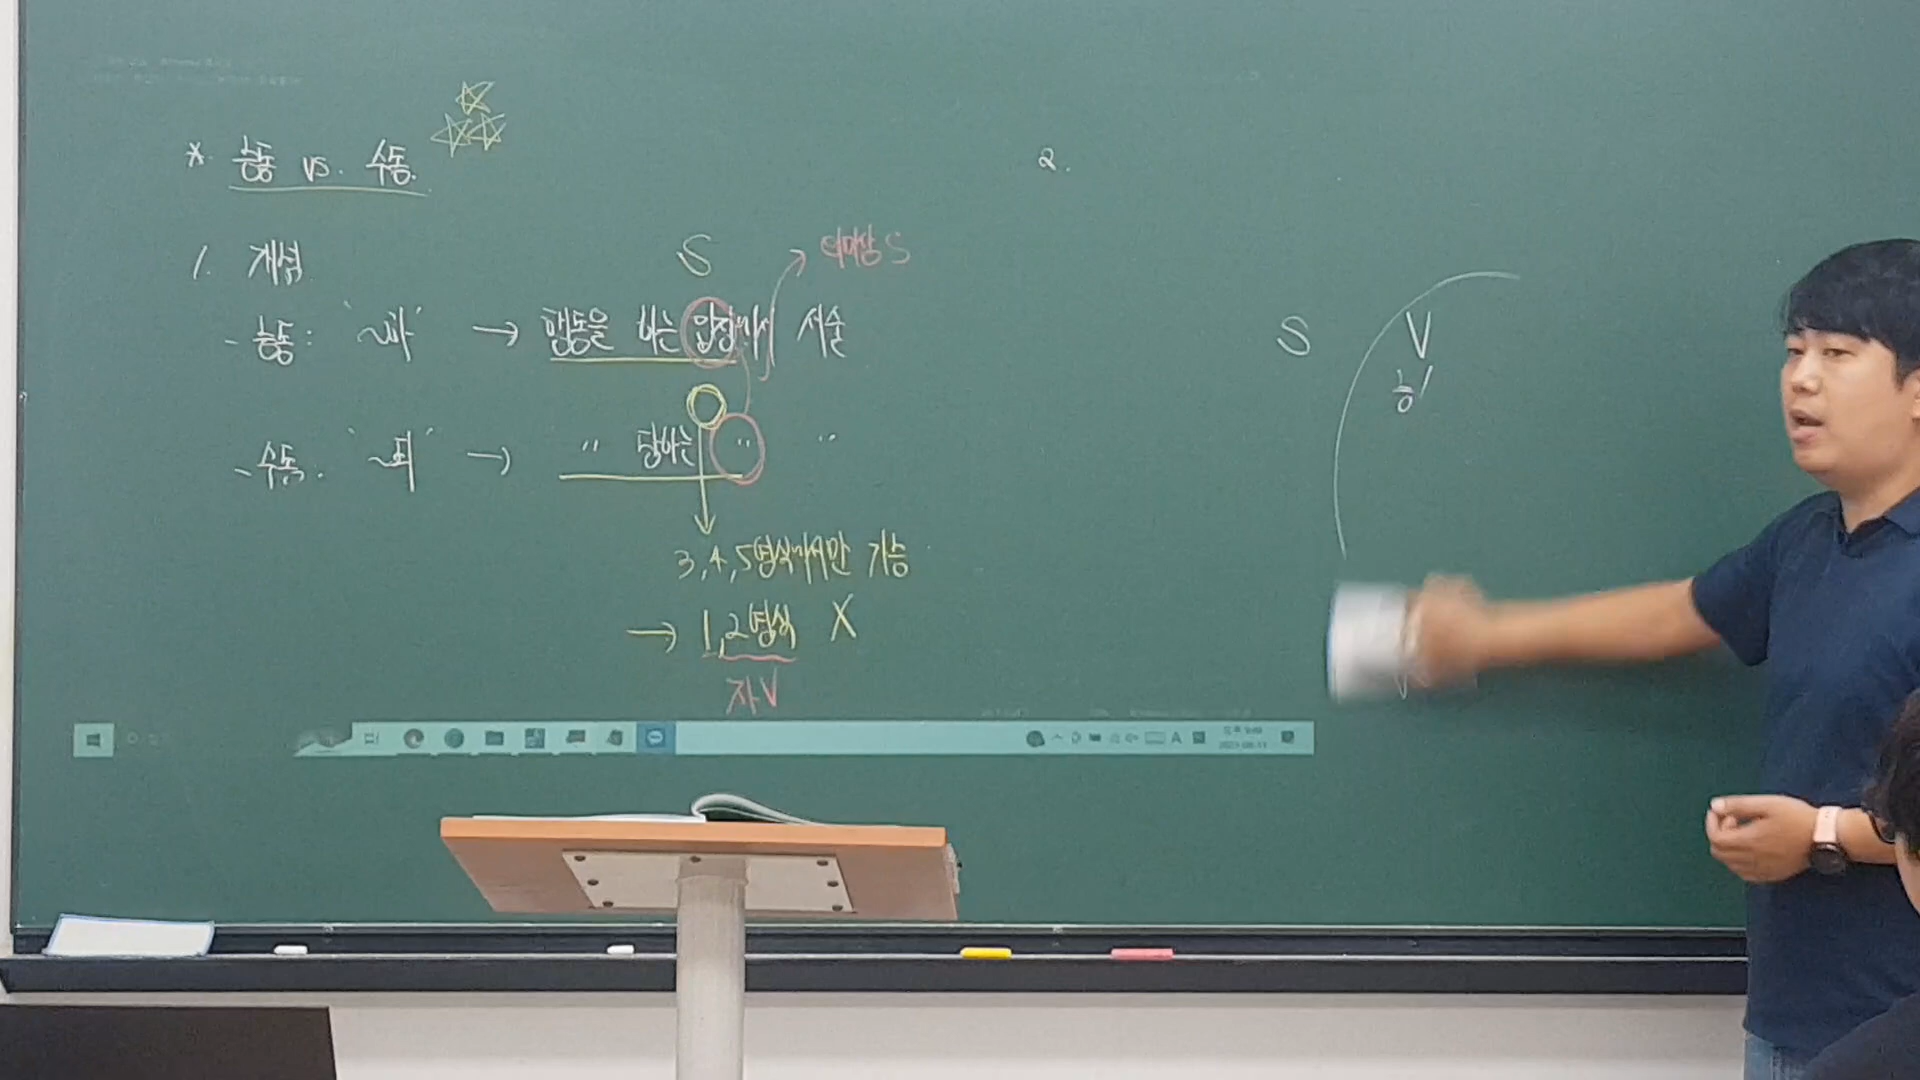 * 능동 vs. 수동.
1. 개념
S
의미상 S
- 능동: '~하' → 행동을 하는 입장에서 서술
- 수동. '~되' → " 당하는 " "
3,4,5형식에서만 가능
→ 1,2형식 X
자V
2.
S V
능
A